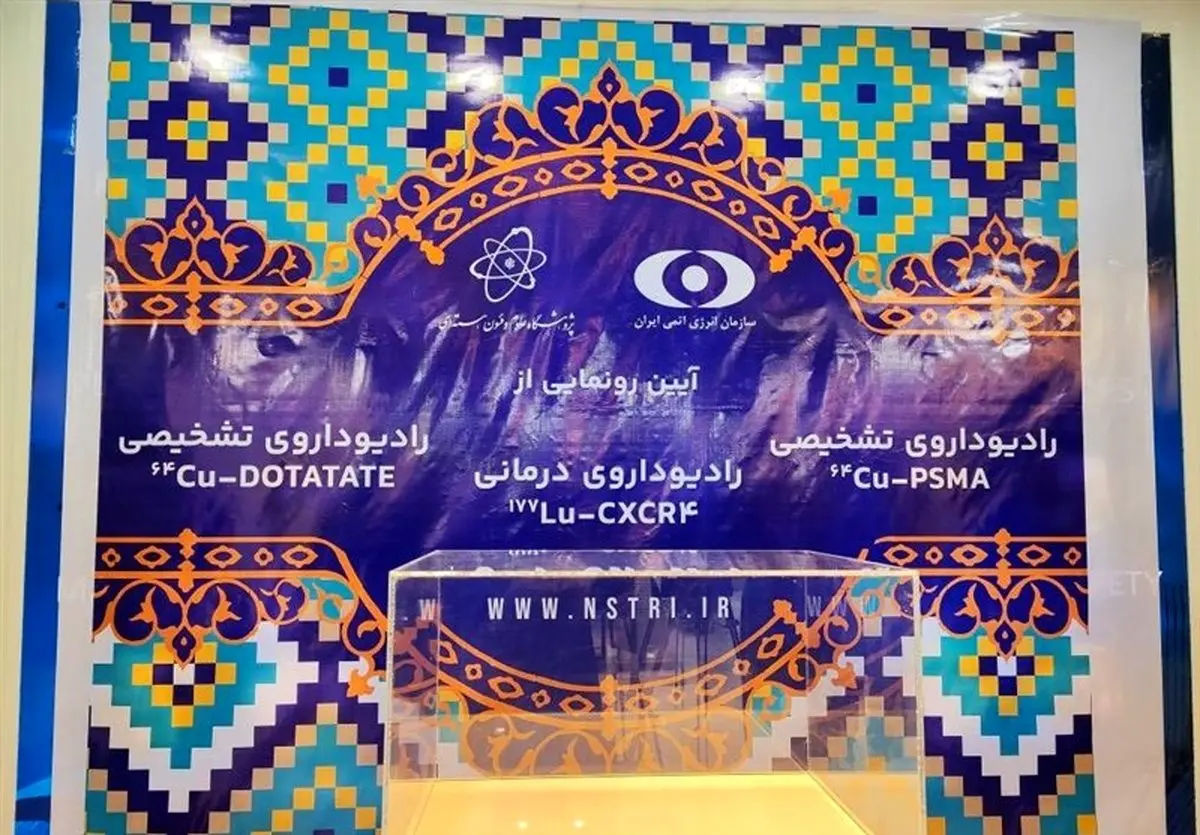 پژوهشگاه علوم و فنون هسته‌ای
سازمان انرژی اتمی ایران
آیین رونمایی از
رادیوداروی تشخیصی
⁶⁴Cu-PSMA
رادیوداروی درمانی
¹⁷⁷Lu-CXCR۴
رادیوداروی تشخیصی
⁶⁴Cu-DOTATATE
WWW.NSTRI.IR